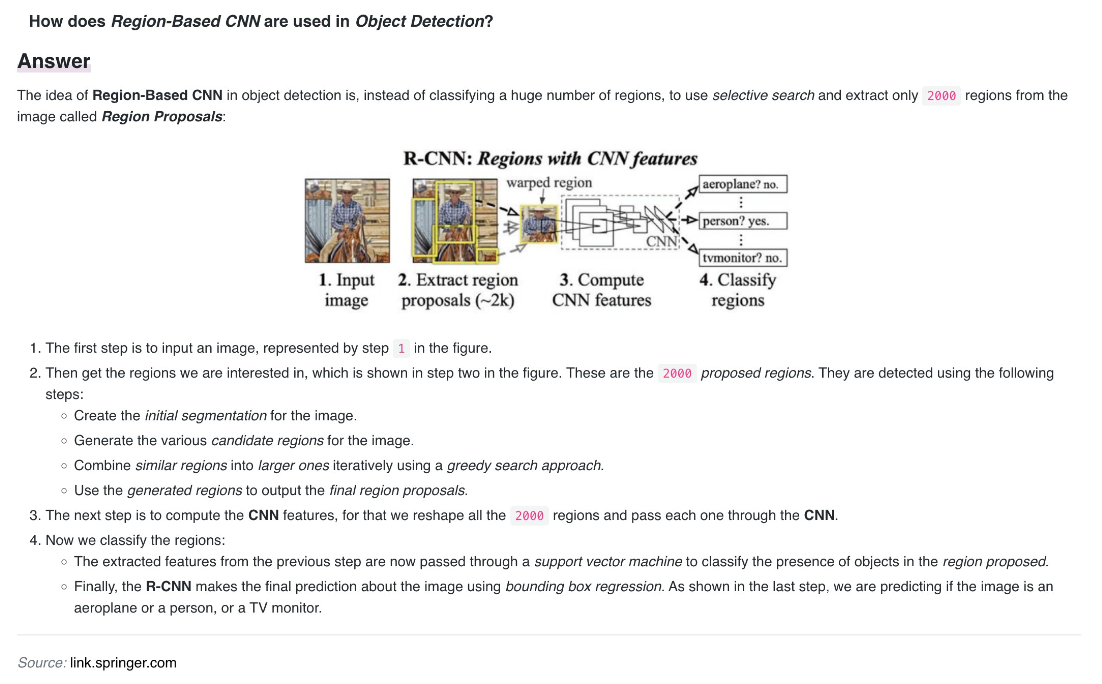 How does Region-Based CNN are used in Object Detection?
Answer
The idea of Region-Based CNN in object detection is, instead of classifying a huge number of regions, to use selective search and extract only 2000 regions from the
image called Region Proposals:
R-CNN: Regions with CNN features
warped region
aeroplane? no.
person? yes.
CNN
tvmonitor? no.
1. Input
image
2. Extract region
proposals (~2k)
3. Compute
CNN features
4. Classify
regions
1. The first step is to input an image, represented by step 1 in the figure.
2. Then get the regions we are interested in, which is shown in step two in the figure. These are the 2000 proposed regions. They are detected using the following
steps:
◦ Create the initial segmentation for the image.
◦ Generate the various candidate regions for the image.
◦ Combine similar regions into larger ones iteratively using a greedy search approach.
◦ Use the generated regions to output the final region proposals.
3. The next step is to compute the CNN features, for that we reshape all the 2000 regions and pass each one through the CNN.
4. Now we classify the regions:
◦ The extracted features from the previous step are now passed through a support vector machine to classify the presence of objects in the region proposed.
◦ Finally, the R-CNN makes the final prediction about the image using bounding box regression. As shown in the last step, we are predicting if the image is an
aeroplane or a person, or a TV monitor.
Source: link.springer.com